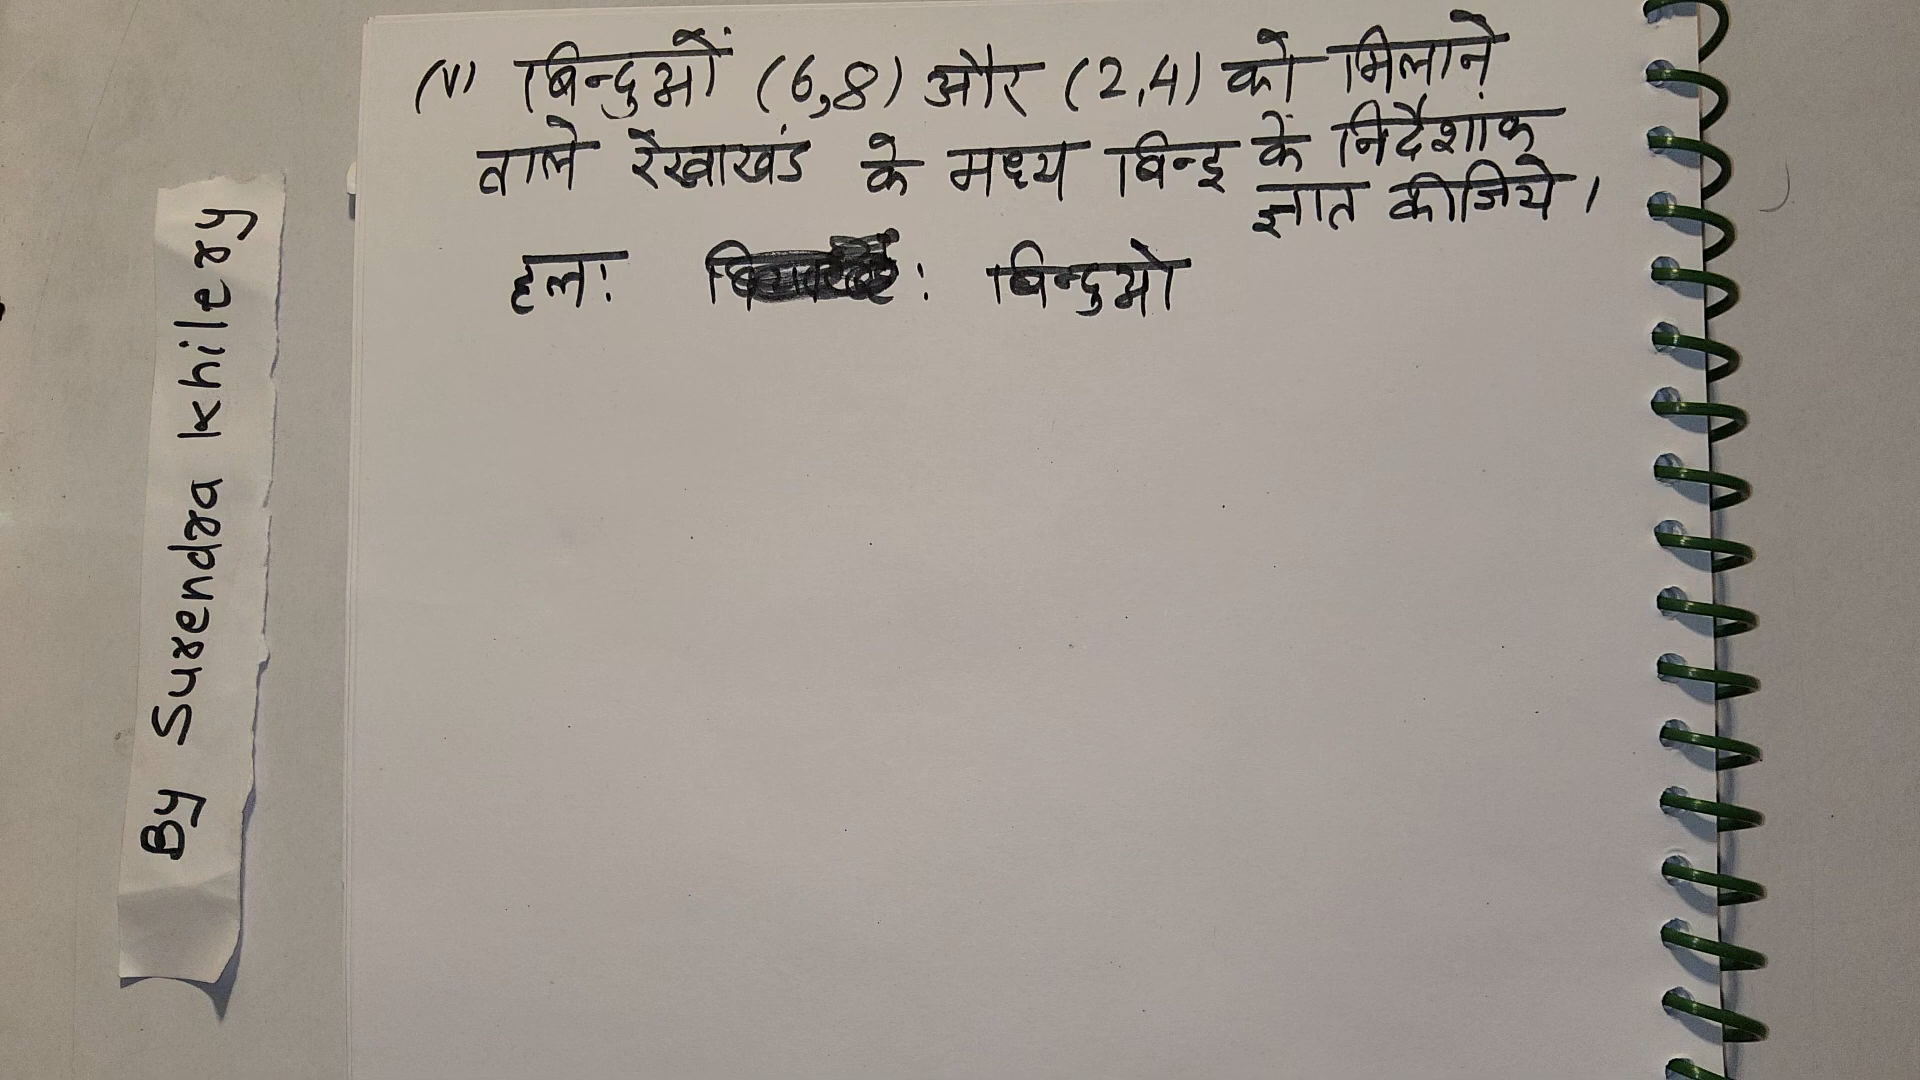 (V) बिन्दुओं (6,8) और (2,4) को मिलाने
वाले रेखाखंड के मध्य बिन्दु के निर्देशांक
ज्ञात कीजिये।
हल: : बिन्दुओ
By Surendra khilery